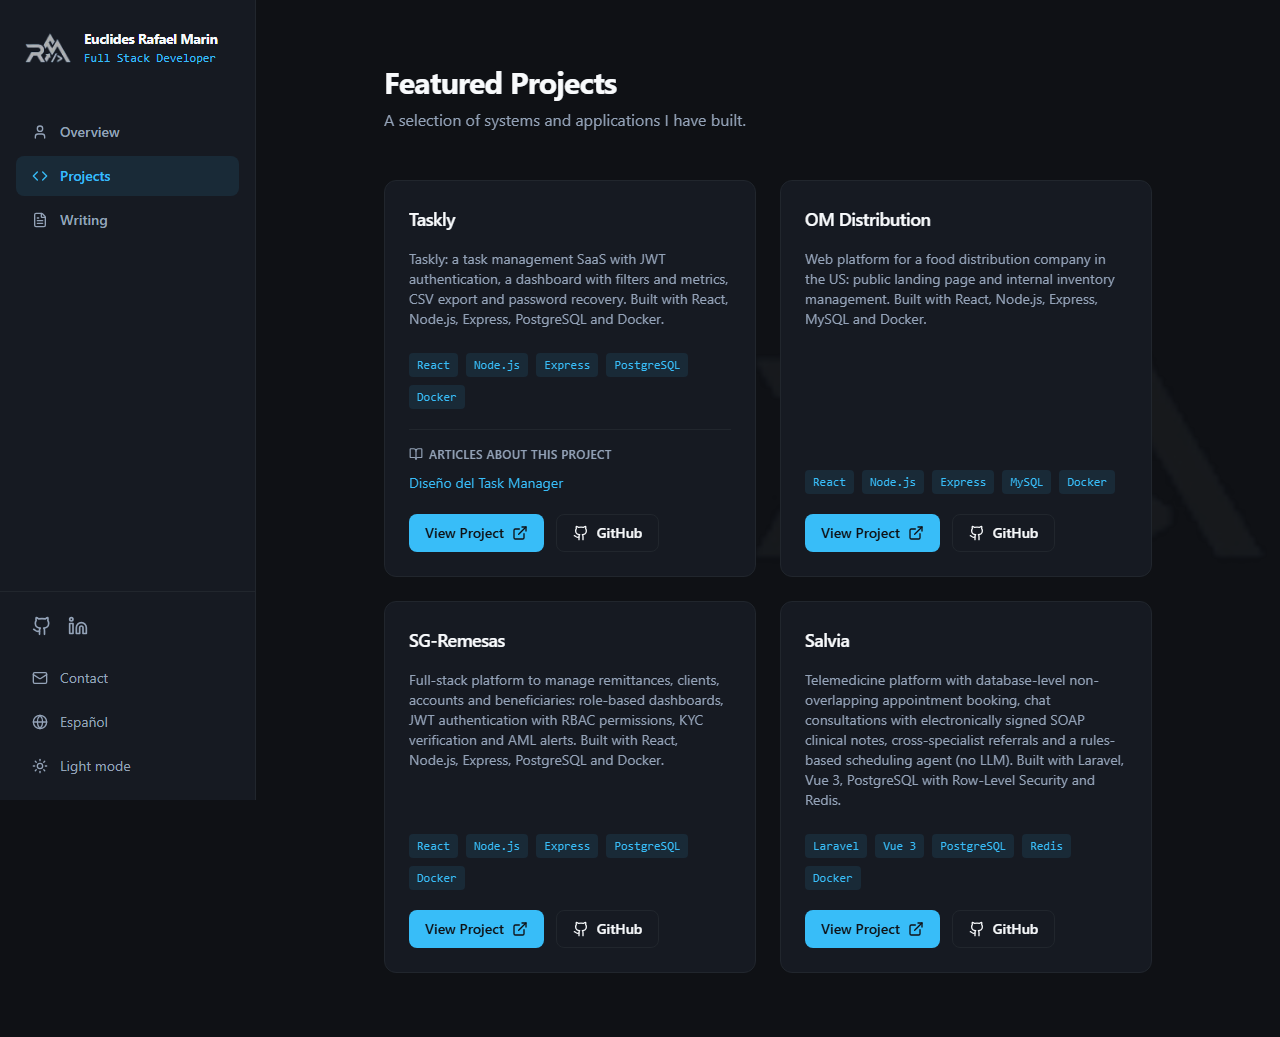 Euclides Rafael Marin
Full Stack Developer
Overview
Projects
Writing
Contact
Español
Light mode
Featured Projects
A selection of systems and applications I have built.
Taskly
Taskly: a task management SaaS with JWT
authentication, a dashboard with filters and metrics,
CSV export and password recovery. Built with React,
Node.js, Express, PostgreSQL and Docker.
React Node.js Express PostgreSQL
Docker
ARTICLES ABOUT THIS PROJECT
Diseño del Task Manager
View Project GitHub
OM Distribution
Web platform for a food distribution company in
the US: public landing page and internal inventory
management. Built with React, Node.js, Express,
MySQL and Docker.
React Node.js Express MySQL Docker
View Project GitHub
SG-Remesas
Full-stack platform to manage remittances, clients,
accounts and beneficiaries: role-based dashboards,
JWT authentication with RBAC permissions, KYC
verification and AML alerts. Built with React,
Node.js, Express, PostgreSQL and Docker.
React Node.js Express PostgreSQL
Docker
View Project GitHub
Salvia
Telemedicine platform with database-level non-
overlapping appointment booking, chat
consultations with electronically signed SOAP
clinical notes, cross-specialist referrals and a rules-
based scheduling agent (no LLM). Built with Laravel,
Vue 3, PostgreSQL with Row-Level Security and
Redis.
Laravel Vue 3 PostgreSQL Redis
Docker
View Project GitHub